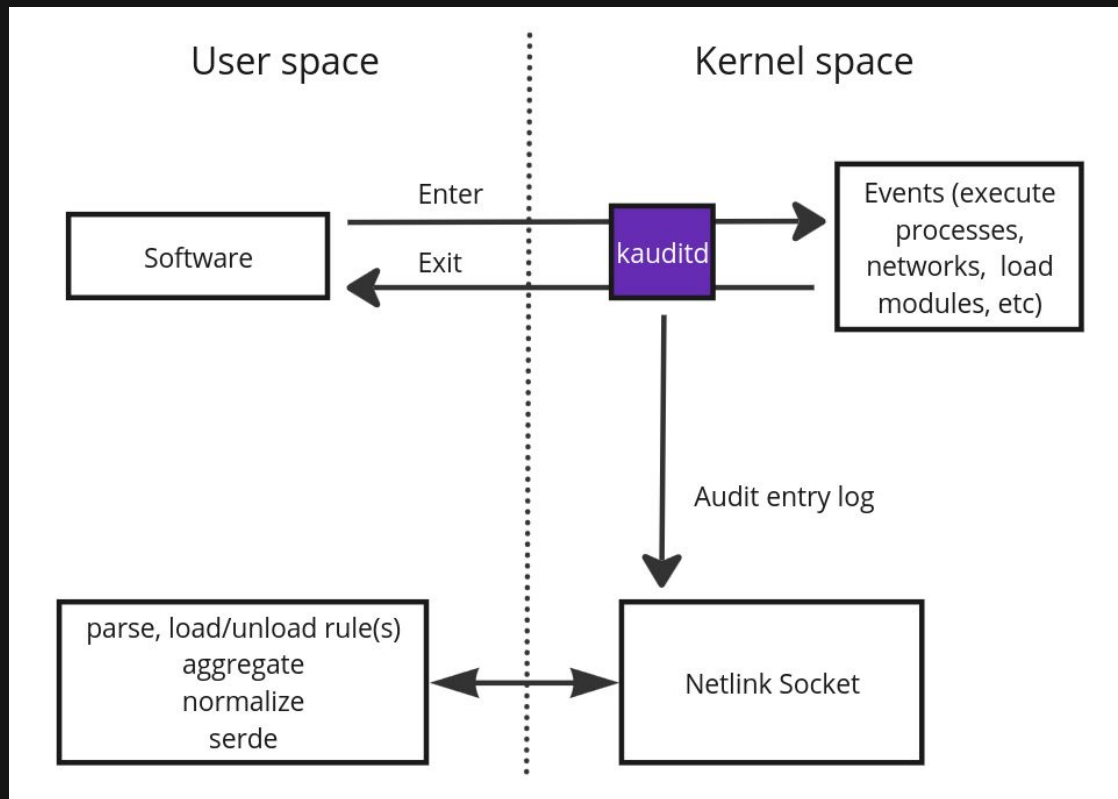 User space
Kernel space
Enter
Software
Exit
kauditd
Events (execute
processes,
networks, load
modules, etc)
Audit entry log
parse, load/unload rule(s)
aggregate
normalize
serde
Netlink Socket